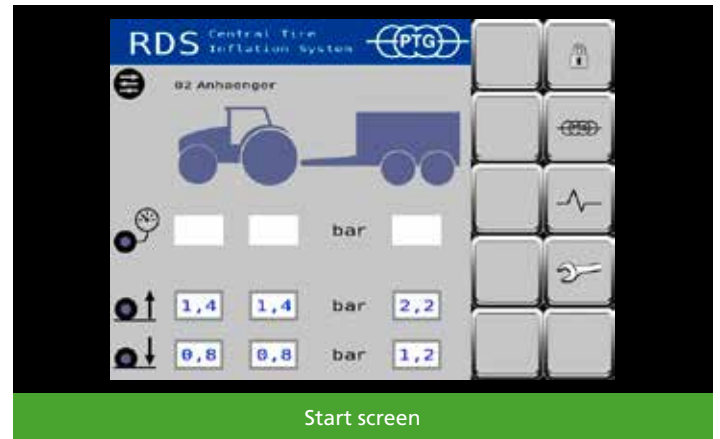 RDS Central Tire Inflation System PTG
02 Anhaenger
bar
1,4 1,4 bar 2,2
0,8 0,8 bar 1,2
PTG
Start screen